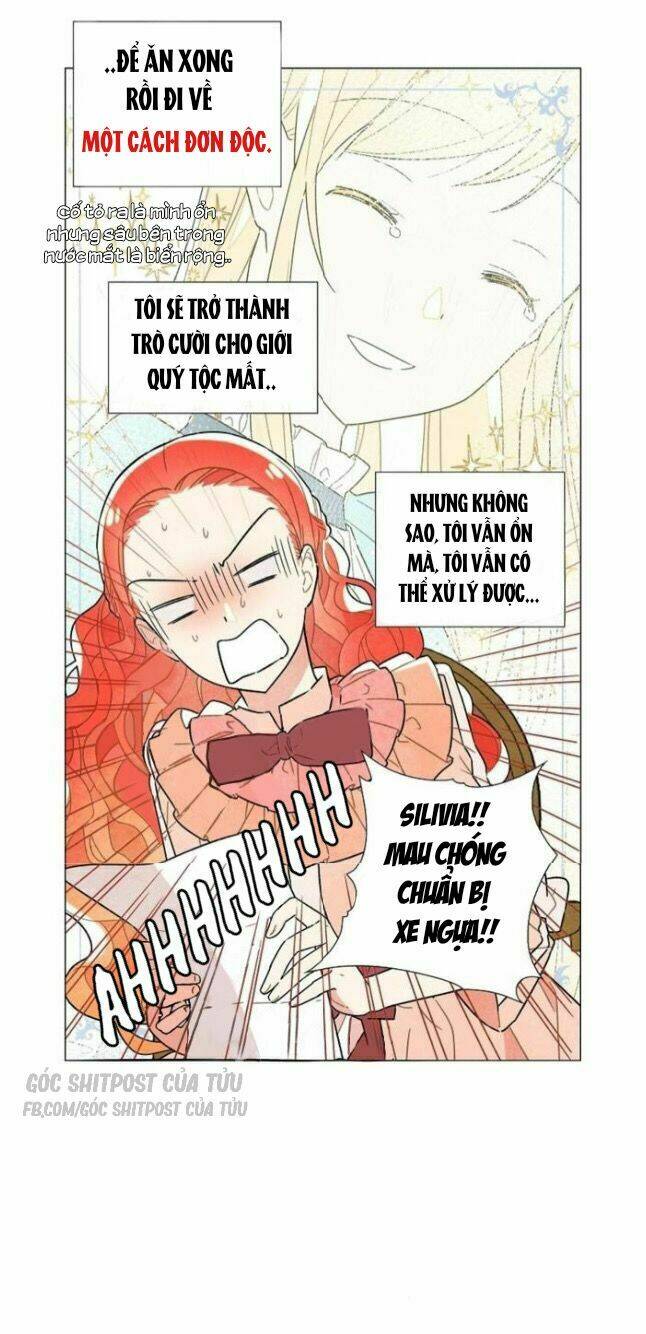 ..ĐỂ ĂN XONG
RỒI ĐI VỀ
MỘT CÁCH ĐƠN ĐỘC.
Cố tỏ ra là mình ổn
nhưng sâu bên trong
nước mắt là biển rộng..
TÔI SẼ TRỞ THÀNH
TRÒ CƯỜI CHO GIỚI
QUÝ TỘC MẤT..
NHƯNG KHÔNG
SAO, TÔI VẪN ỔN
MÀ, TÔI VẪN CÓ
THỂ XỬ LÝ ĐƯỢC...
AHHHHHHHH
SILIVIA!!
MAU CHÓNG
CHUẨN BỊ
XE NGỰA!!
GÓC SHITPOST CỦA TỬU
FB.COM/GÓC SHITPOST CỦA TỬU